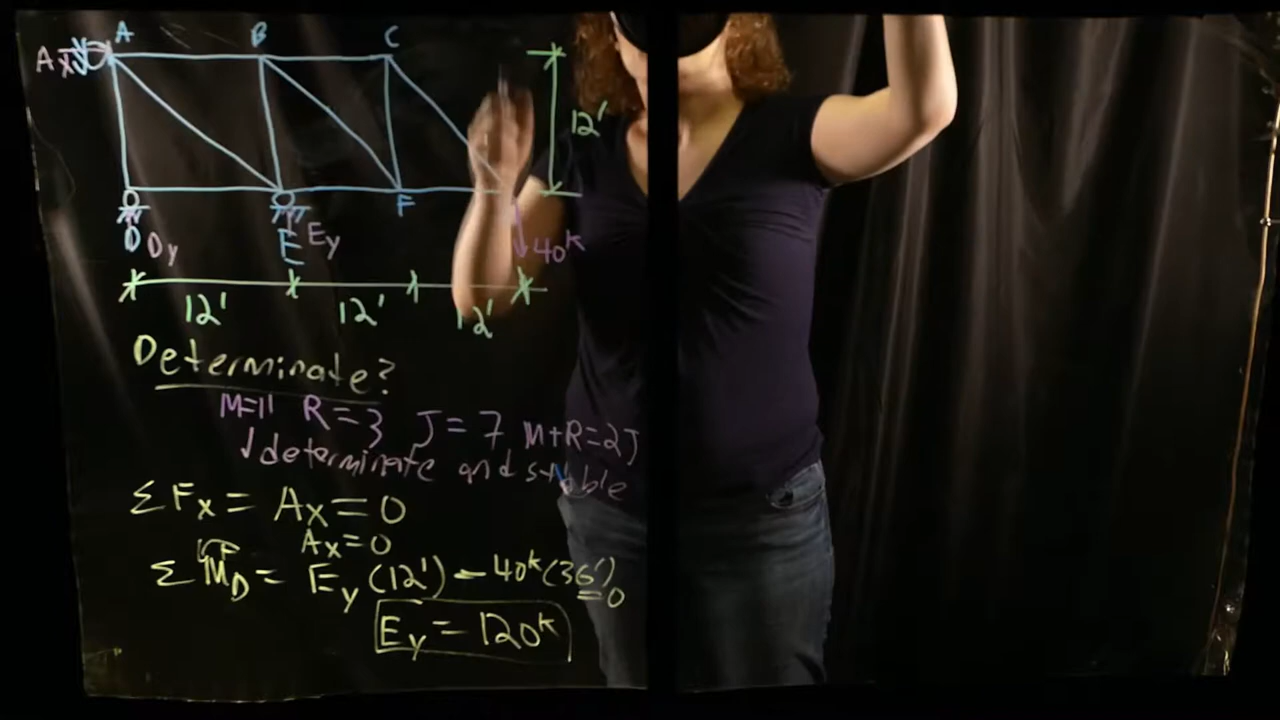 A B C
Ax
12'
F
D Dy E Ey 40k
12' 12' 12'
Determinate?
M=11 R=3 J=7 M+R=2J
determinate and stable
ΣFx = Ax = 0
Ax=0
ΣMD = Ey(12') - 40k(36')
=0
Ey = 120k